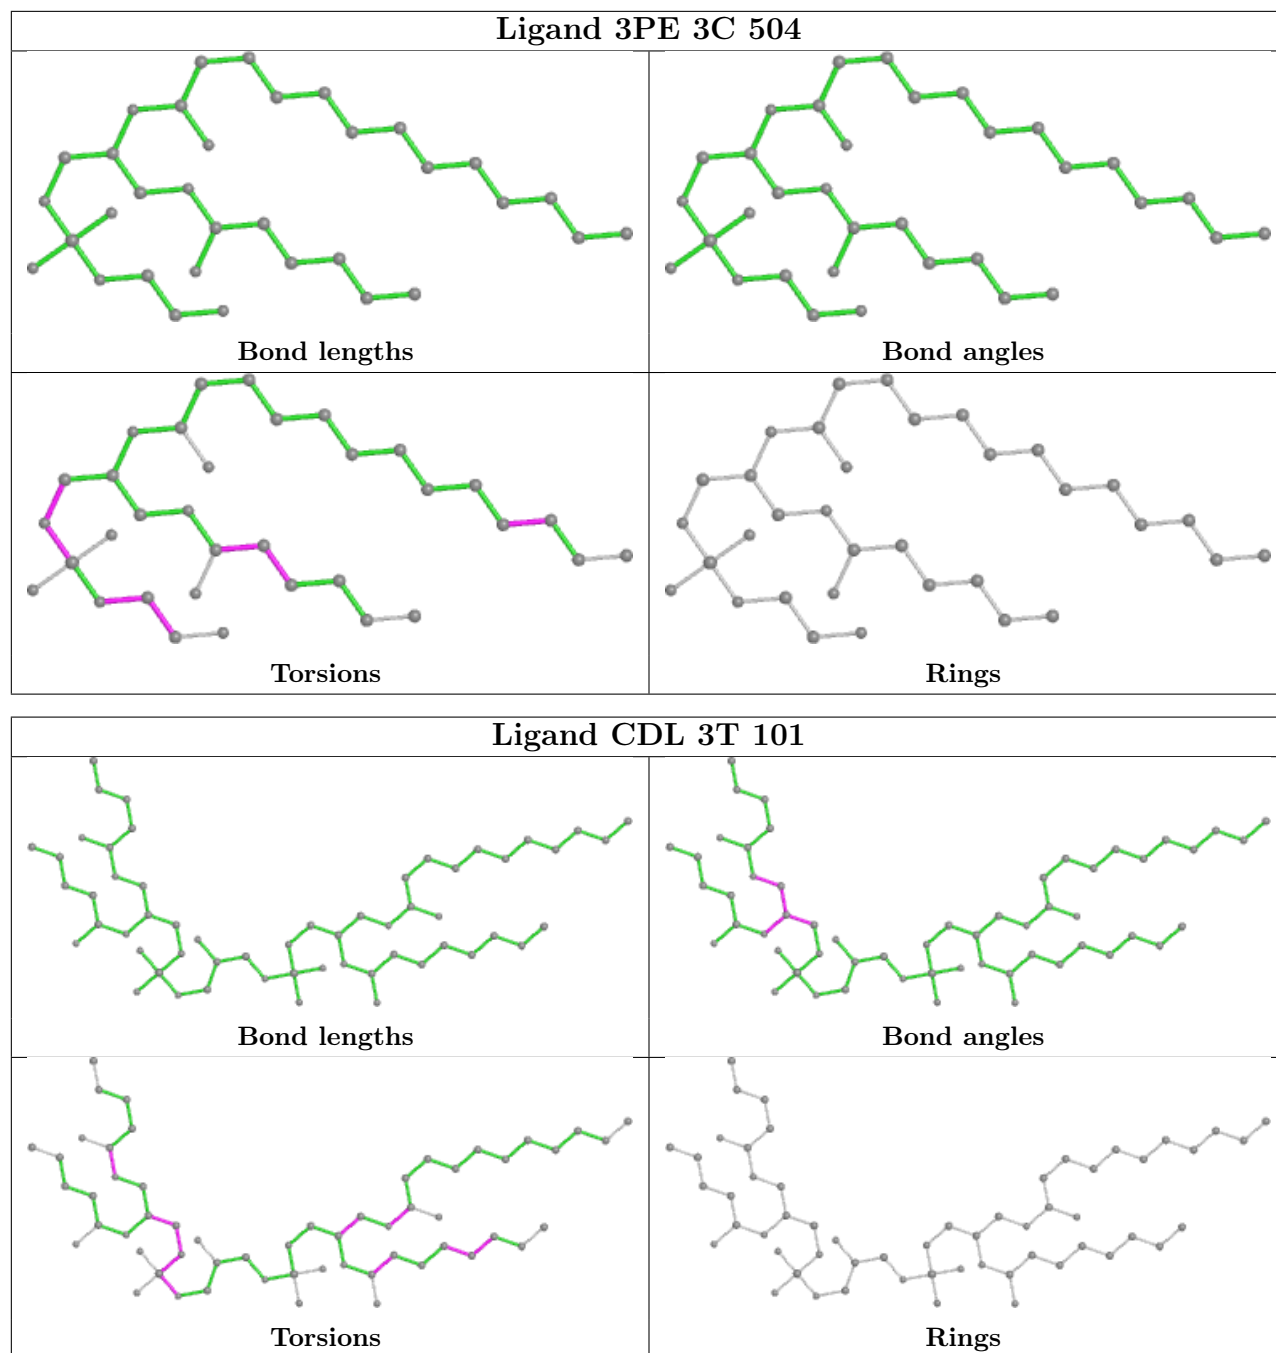 Ligand 3PE 3C 504
Bond lengths
Bond angles
Torsions
Rings
Ligand CDL 3T 101
Bond lengths
Bond angles
Torsions
Rings